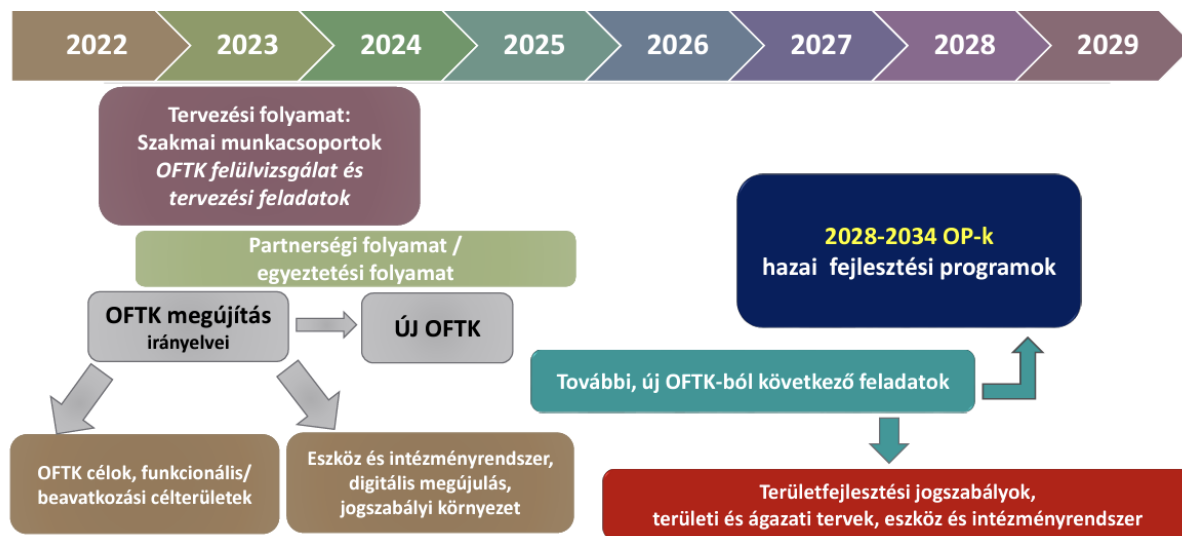 2022 2023 2024 2025 2026 2027 2028 2029
Tervezési folyamat:
Szakmai munkacsoportok
OFTK felülvizsgálat és
tervezési feladatok
Partnerségi folyamat /
egyeztetési folyamat
OFTK megújítás
irányelvei
ÚJ OFTK
2028-2034 OP-k
hazai fejlesztési programok
További, új OFTK-ból következő feladatok
OFTK célok, funkcionális/
beavatkozási célterületek
Eszköz és intézményrendszer,
digitális megújulás,
jogszabályi környezet
Területfejlesztési jogszabályok,
területi és ágazati tervek, eszköz és intézményrendszer